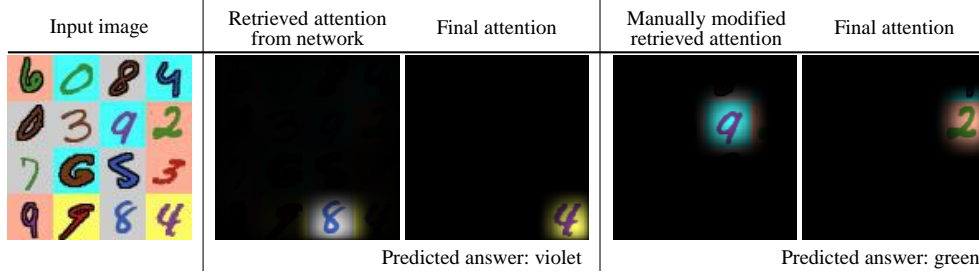 Input image
Retrieved attention
from network
Final attention
Manually modified
retrieved attention
Final attention
6 0 8 4
0 3 9 2
7 6 5 3
9 9 8 4
8
4
9
2
Predicted answer: violet
Predicted answer: green